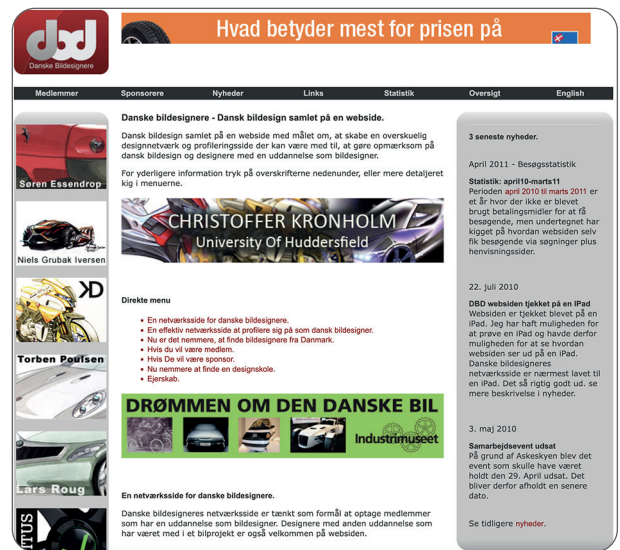 dbd
Danske Bildesignere
Hvad betyder mest for prisen på
Medlemmer Sponsorere Nyheder Links Statistik Oversigt English
Søren Essendrop
Niels Grubak Iversen
KD
Torben Poulsen
Lars Roug
ITUS
Danske bildesignere - Dansk bildesign samlet på en webside.
Dansk bildesign samlet på en webside med målet om, at skabe en overskuelig
designnetværk og profileringsside der kan være med til, at gøre opmærksom på
dansk bildesign og designere med en uddannelse som bildesigner.
For yderligere information tryk på overskrifterne nedenunder, eller mere detaljeret
kig i menuerne.
CHRISTOFFER KRONHOLM
University Of Huddersfield
Direkte menu
• En netværksside for danske bildesignere.
• En effektiv netværksside at profilere sig på som dansk bildesigner.
• Nu er det nemmere, at finde bildesignere fra Danmark.
• Hvis du vil være medlem.
• Hvis De vil være sponsor.
• Nu nemmere at finde en designskole.
• Ejerskab.
DRØMMEN OM DEN DANSKE BIL
Industrimuseet
En netværksside for danske bildesignere.
Danske bildesigneres netværksside er tænkt som formål at optage medlemmer
som har en uddannelse som bildesigner. Designere med anden uddannelse som
har været med i et bilprojekt er også velkommen på websiden.
3 seneste nyheder.
April 2011 - Besøgsstatistik
Statistik: april10-marts11
Perioden april 2010 til marts 2011 er
et år hvor der ikke er blevet
brugt betalingsmidler for at få
besøgende, men undertegnet har
kigget på hvordan websiden selv
fik besøgende via søgninger plus
henvisningssider.
22. juli 2010
DBD websiden tjekket på en IPad
Websiden er tjekket blevet på en
iPad. Jeg har haft muligheden for
at prøve en iPad og havde derfor
muligheden for at se hvordan
websiden ser ud på en iPad.
Danske bildesigneres
netværksside er nærmest lavet til
en iPad. Det så rigtig godt ud. se
mere beskrivelse i nyheder.
3. maj 2010
Samarbejdsevent udsat
På grund af Askeskyen blev det
event som skulle have været
holdt den 29. April udsat. Det
bliver derfor afholdt en senere
dato.
Se tidligere nyheder.